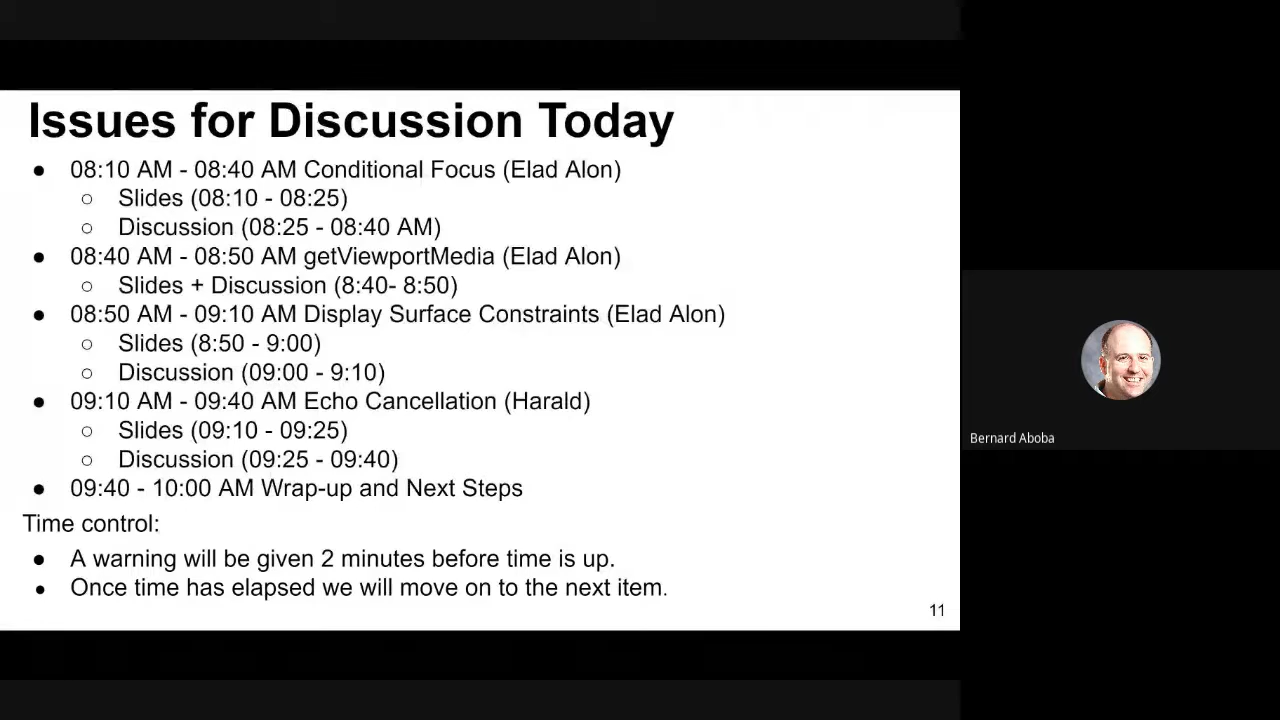 Issues for Discussion Today
● 08:10 AM - 08:40 AM Conditional Focus (Elad Alon)
○ Slides (08:10 - 08:25)
○ Discussion (08:25 - 08:40 AM)
● 08:40 AM - 08:50 AM getViewportMedia (Elad Alon)
○ Slides + Discussion (8:40- 8:50)
● 08:50 AM - 09:10 AM Display Surface Constraints (Elad Alon)
○ Slides (8:50 - 9:00)
○ Discussion (09:00 - 9:10)
● 09:10 AM - 09:40 AM Echo Cancellation (Harald)
○ Slides (09:10 - 09:25)
○ Discussion (09:25 - 09:40)
● 09:40 - 10:00 AM Wrap-up and Next Steps
Time control:
● A warning will be given 2 minutes before time is up.
● Once time has elapsed we will move on to the next item.
11
Bernard Aboba